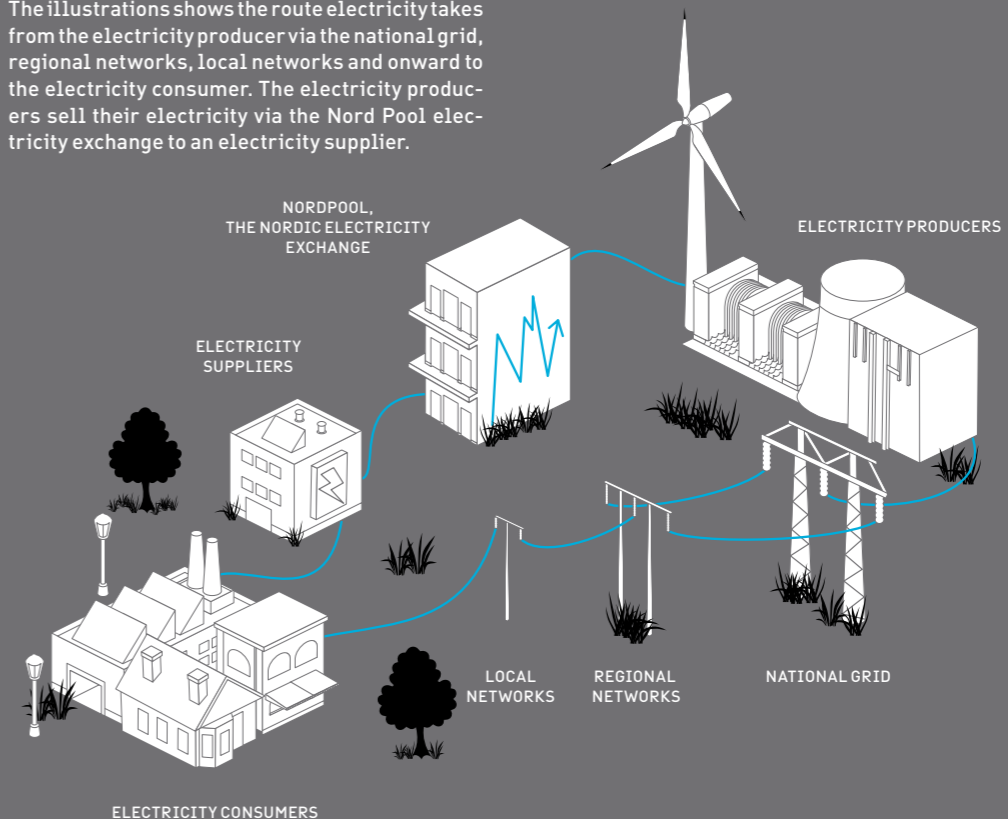 The illustrations shows the route electricity takes
from the electricity producer via the national grid,
regional networks, local networks and onward to
the electricity consumer. The electricity produc-
ers sell their electricity via the Nord Pool elec-
tricity exchange to an electricity supplier.
NORDPOOL,
THE NORDIC ELECTRICITY
EXCHANGE
ELECTRICITY PRODUCERS
ELECTRICITY
SUPPLIERS
LOCAL
NETWORKS
REGIONAL
NETWORKS
NATIONAL GRID
ELECTRICITY CONSUMERS